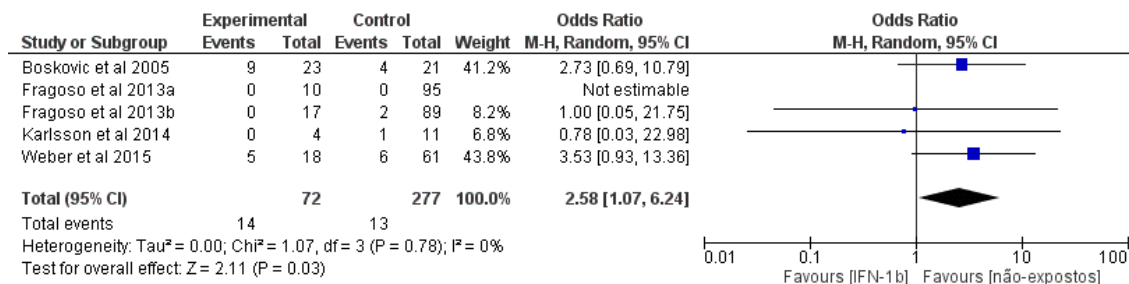 Experimental Control Odds Ratio Odds Ratio
Study or Subgroup Events Total Events Total Weight M-H, Random, 95% CI M-H, Random, 95% CI
Boskovic et al 2005 9 23 4 21 41.2% 2.73 [0.69, 10.79]
Fragoso et al 2013a 0 10 0 95 Not estimable
Fragoso et al 2013b 0 17 2 89 8.2% 1.00 [0.05, 21.75]
Karlsson et al 2014 0 4 1 11 6.8% 0.78 [0.03, 22.98]
Weber et al 2015 5 18 6 61 43.8% 3.53 [0.93, 13.36]
Total (95% CI) 72 277 100.0% 2.58 [1.07, 6.24]
Total events 14 13
Heterogeneity: Tau² = 0.00; Chi² = 1.07, df = 3 (P = 0.78); I² = 0%
Test for overall effect: Z = 2.11 (P = 0.03)
0.01 0.1 1 10 100
Favours [IFN-1b] Favours [não-expostos]